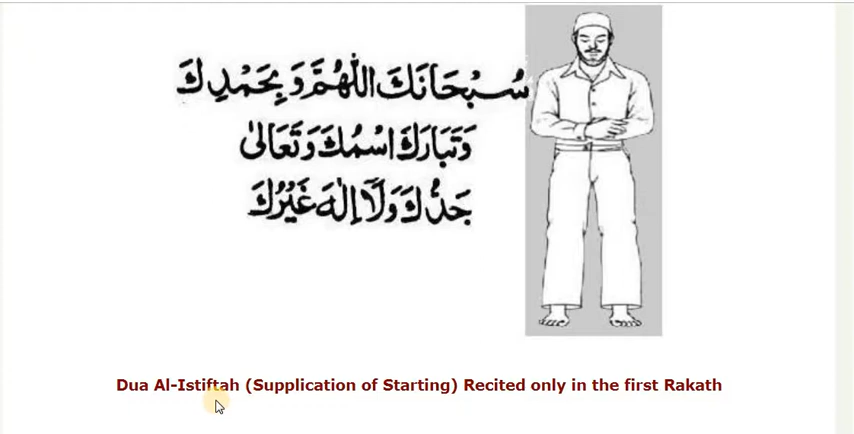 سُبْحَانَكَ اللّٰهُمَّ وَبِحَمْدِكَ
وَتَبَارَكَ اسْمُكَ وَتَعَالٰى
جَدُّكَ وَلَآ اِلٰهَ غَيْرُكَ
Dua Al-Istiftah (Supplication of Starting) Recited only in the first Rakath